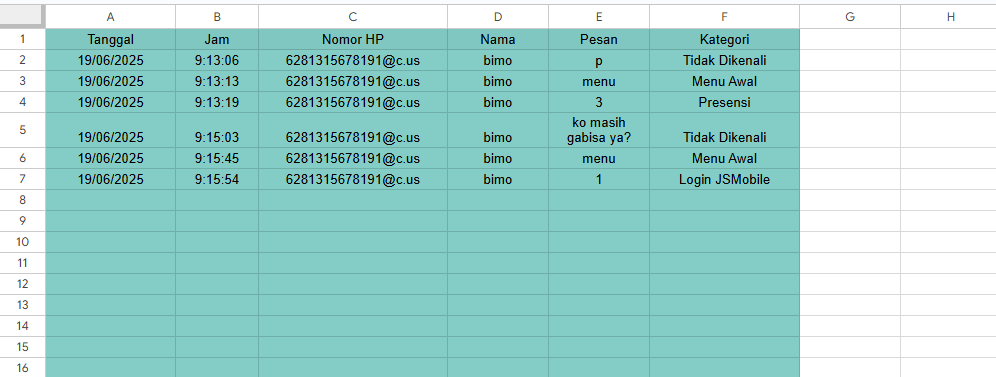 A B C D E F G H
1 Tanggal Jam Nomor HP Nama Pesan Kategori
2 19/06/2025 9:13:06 6281315678191@c.us bimo p Tidak Dikenali
3 19/06/2025 9:13:13 6281315678191@c.us bimo menu Menu Awal
4 19/06/2025 9:13:19 6281315678191@c.us bimo 3 Presensi
5 19/06/2025 9:15:03 6281315678191@c.us bimo ko masih
gabisa ya? Tidak Dikenali
6 19/06/2025 9:15:45 6281315678191@c.us bimo menu Menu Awal
7 19/06/2025 9:15:54 6281315678191@c.us bimo 1 Login JSMobile
8
9
10
11
12
13
14
15
16